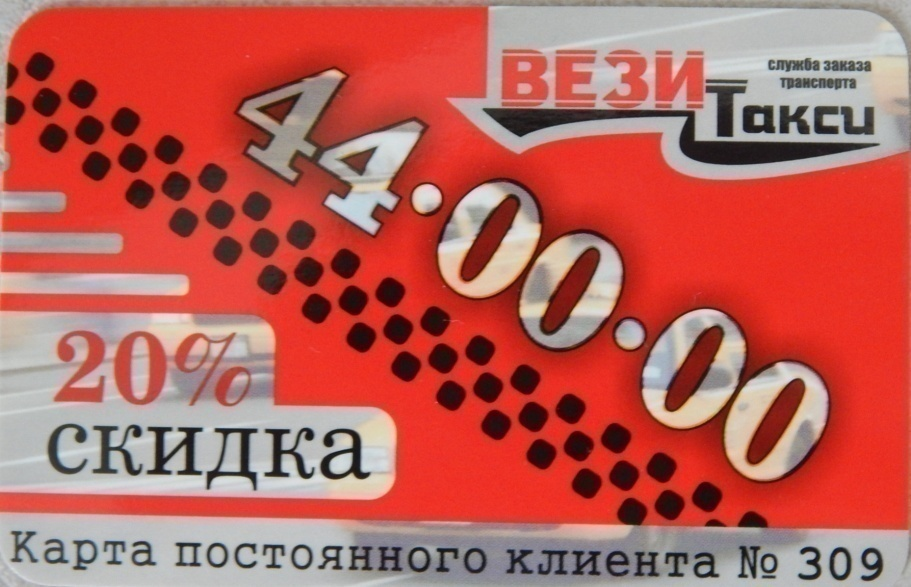 ВЕЗИ
служба заказа
транспорта
Такси
44·00·00
20%
скидка
Карта постоянного клиента № 309